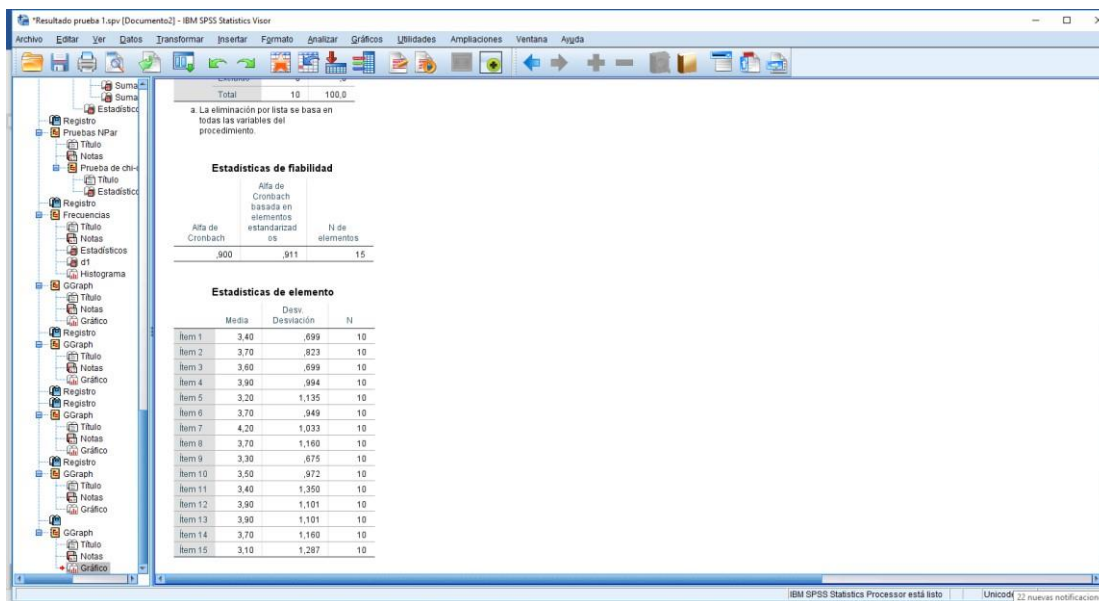 *Resultado prueba 1.spv [Documento2] - IBM SPSS Statistics Visor
Archivo Editar Ver Datos Transformar Insertar Formato Analizar Gráficos Utilidades Ampliaciones Ventana Ayuda
Suma
Suma
Estadístic
Registro
Pruebas NPar
Título
Notas
Prueba de chi-
Título
Estadístic
Registro
Frecuencias
Título
Notas
Estadísticos
d1
Histograma
GGraph
Título
Notas
Gráfico
Registro
GGraph
Título
Notas
Gráfico
Registro
Registro
GGraph
Título
Notas
Gráfico
Registro
GGraph
Título
Notas
Gráfico
GGraph
Título
Notas
Gráfico
Total 10 100,0
a. La eliminación por lista se basa en
todas las variables del
procedimiento.
Estadísticas de fiabilidad
Alfa de
Cronbach
basada en
elementos
Alfa de estandarizad N de
Cronbach os elementos
,900 ,911 15
Estadísticas de elemento
Desv.
Media Desviación N
Ítem 1 3,40 ,699 10
Ítem 2 3,70 ,823 10
Ítem 3 3,60 ,699 10
Ítem 4 3,90 ,994 10
Ítem 5 3,20 1,135 10
Ítem 6 3,70 ,949 10
Ítem 7 4,20 1,033 10
Ítem 8 3,70 1,160 10
Ítem 9 3,30 ,675 10
Ítem 10 3,50 ,972 10
Ítem 11 3,40 1,350 10
Ítem 12 3,90 1,101 10
Ítem 13 3,90 1,101 10
Ítem 14 3,70 1,160 10
Ítem 15 3,10 1,287 10
IBM SPSS Statistics Processor está listo Unicod 22 nuevas notificacion